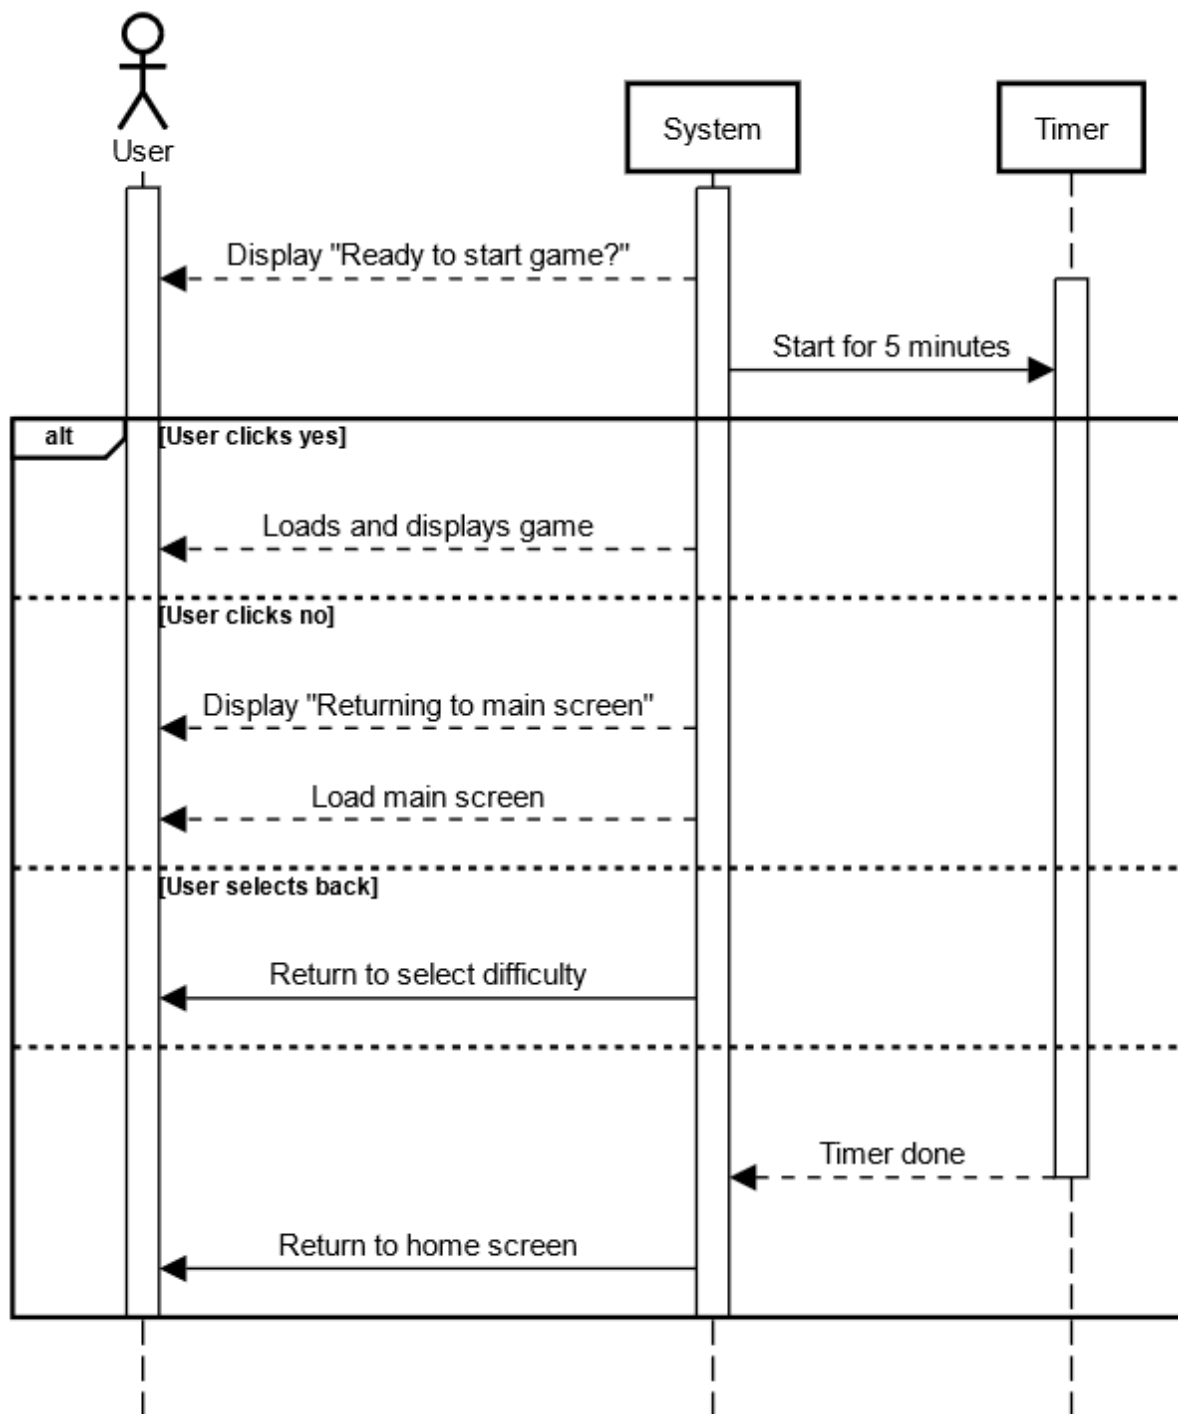 User
System
Timer
Display "Ready to start game?"
Start for 5 minutes
alt
[User clicks yes]
Loads and displays game
[User clicks no]
Display "Returning to main screen"
Load main screen
[User selects back]
Return to select difficulty
Timer done
Return to home screen